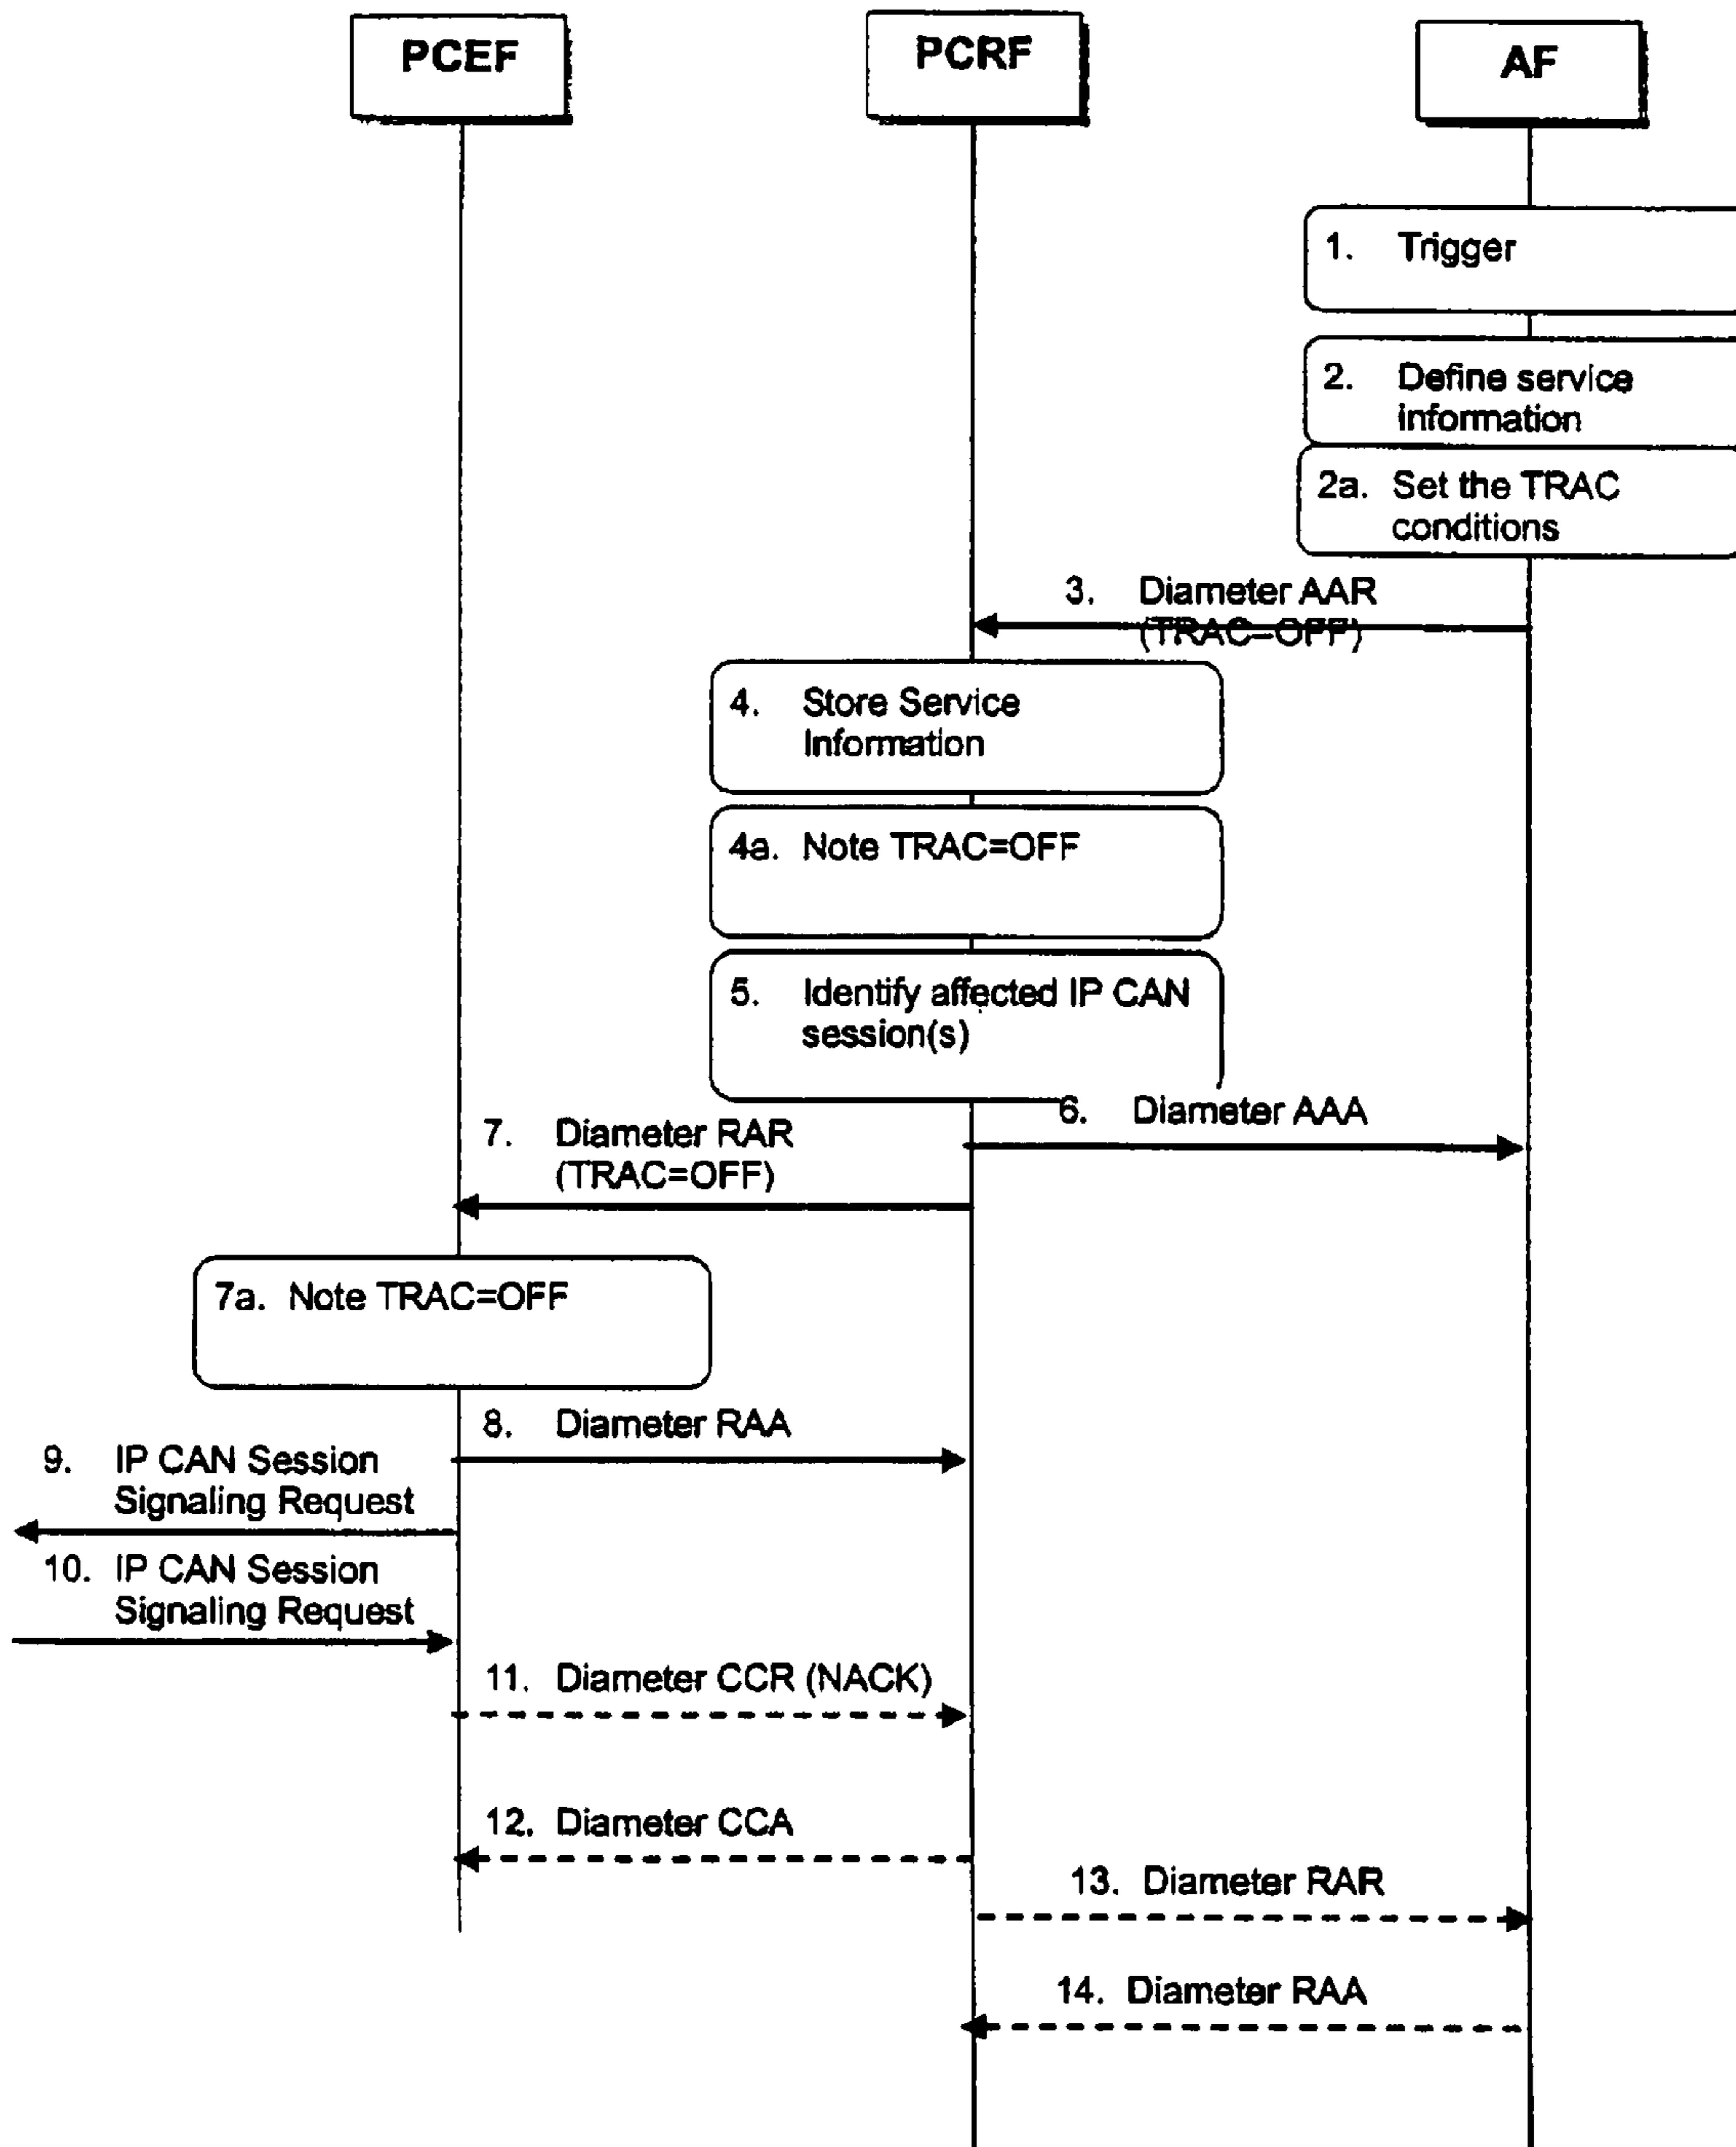 PCEF
PCRF
AF
1. Trigger
2. Define service
information
2a. Set the TRAC
conditions
3. Diameter AAR
(TRAC=OFF)
4. Store Service
Information
4a. Note TRAC=OFF
5. Identify affected IP CAN
session(s)
6. Diameter AAA
7. Diameter RAR
(TRAC=OFF)
7a. Note TRAC=OFF
8. Diameter RAA
9. IP CAN Session
Signaling Request
10. IP CAN Session
Signaling Request
11. Diameter CCR (NACK)
12. Diameter CCA
13. Diameter RAR
14. Diameter RAA